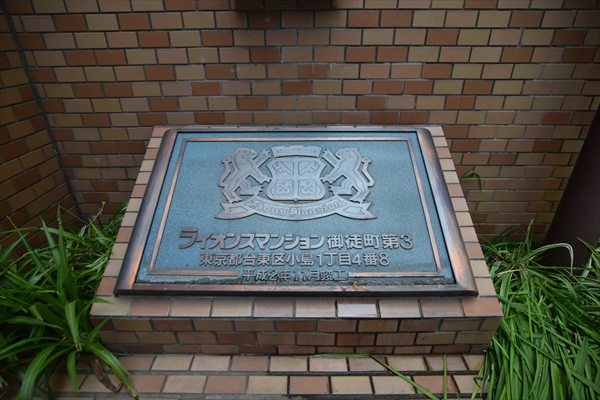 Lions Mansion
ライオンズマンション御徒町第3
東京都台東区小島1丁目4番8
平成2年11月竣工